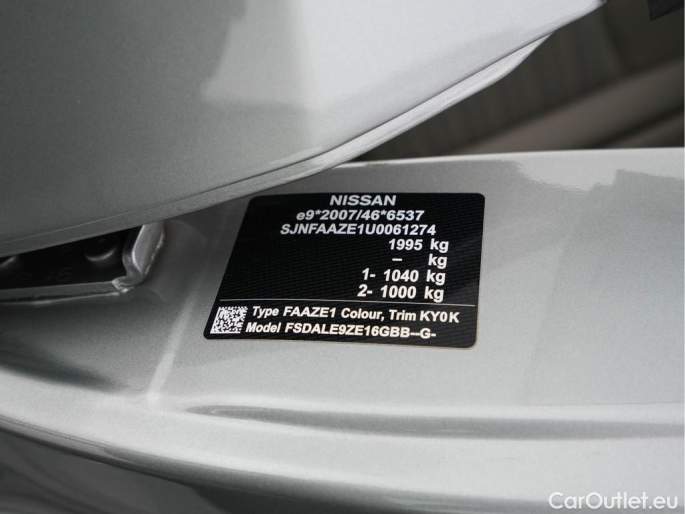 NISSAN
e9*2007/46*6537
SJNFAAZE1U0061274
1995 kg
– kg
1- 1040 kg
2- 1000 kg
Type FAAZE1 Colour, Trim KY0 K
Model FSDALE9ZE16GBB--G-
CarOutlet.eu